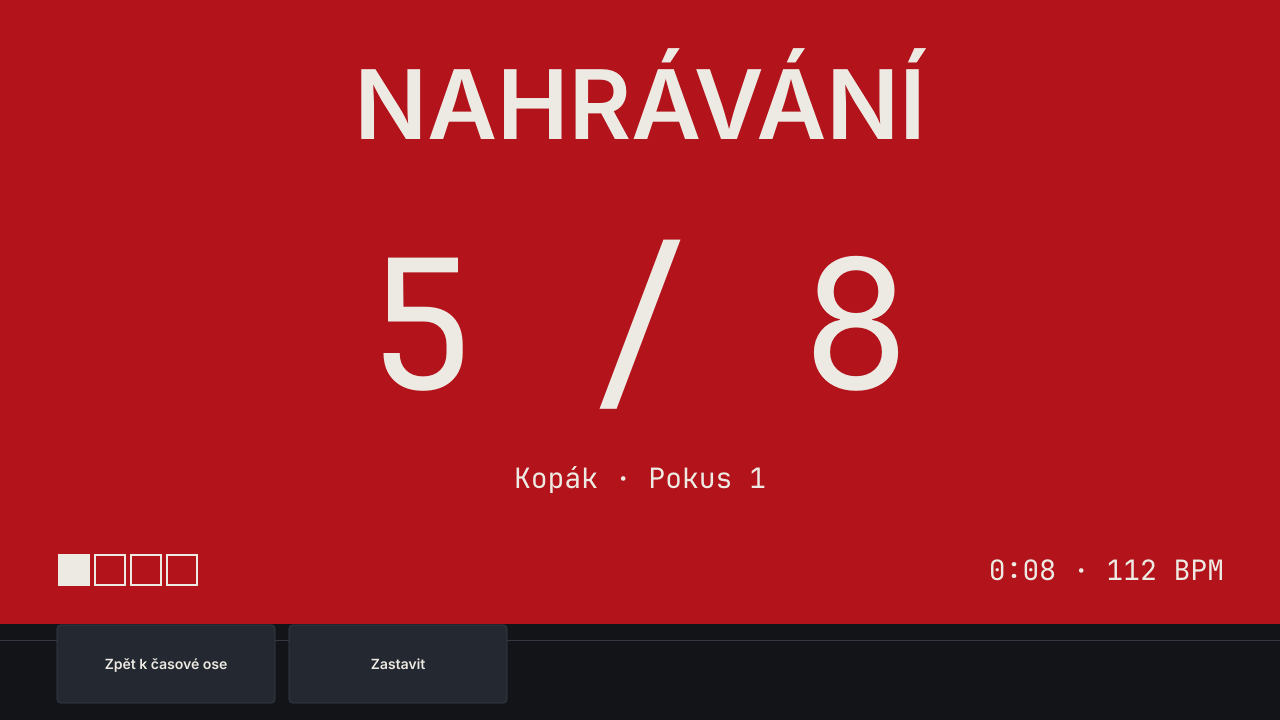 NAHRÁVÁNÍ
5 / 8
Kopák · Pokus 1
0:08 · 112 BPM
Zpět k časové ose
Zastavit